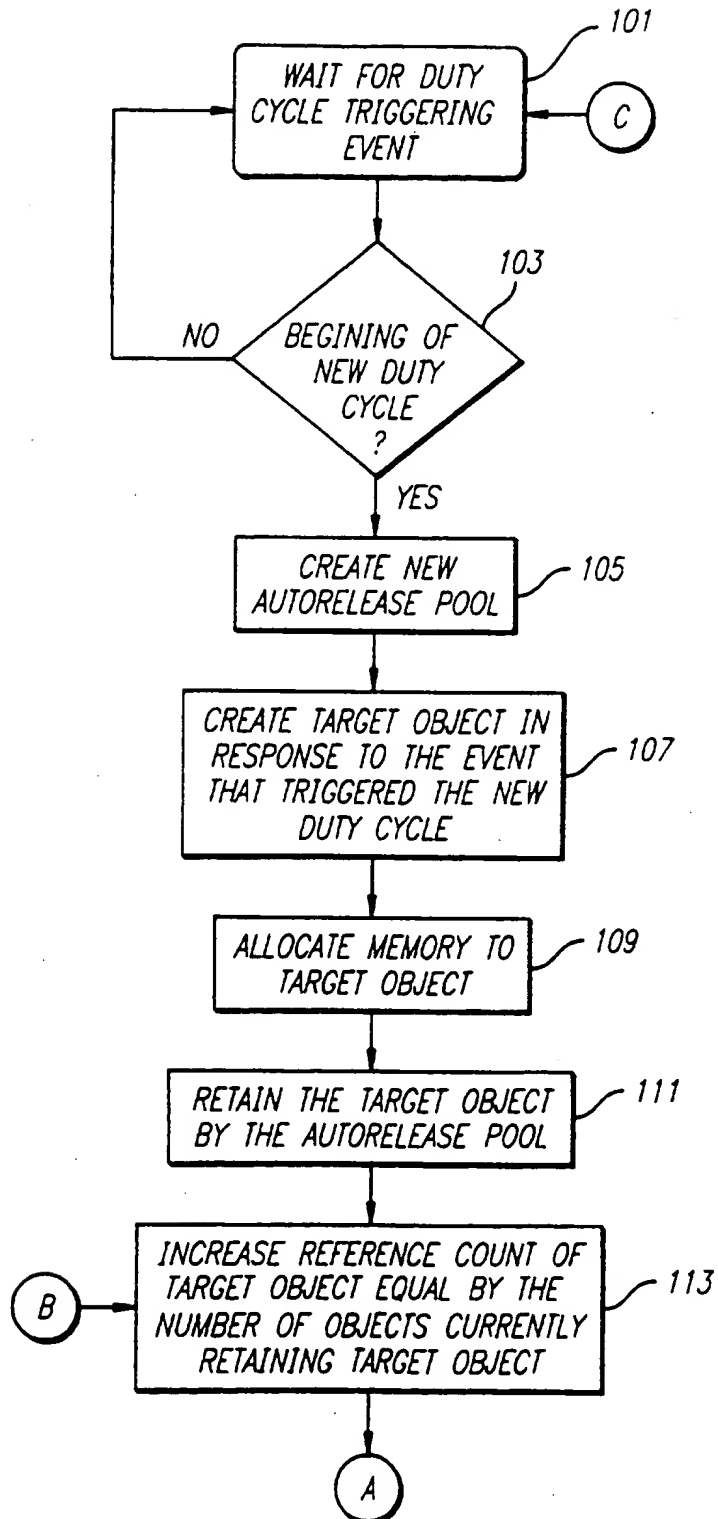 101
WAIT FOR DUTY
CYCLE TRIGGERING
EVENT
C
103
NO
BEGINING OF
NEW DUTY
CYCLE
?
YES
CREATE NEW
AUTORELEASE POOL
105
CREATE TARGET OBJECT IN
RESPONSE TO THE EVENT
THAT TRIGGERED THE NEW
DUTY CYCLE
107
ALLOCATE MEMORY TO
TARGET OBJECT
109
RETAIN THE TARGET OBJECT
BY THE AUTORELEASE POOL
111
B
INCREASE REFERENCE COUNT OF
TARGET OBJECT EQUAL BY THE
NUMBER OF OBJECTS CURRENTLY
RETAINING TARGET OBJECT
113
A